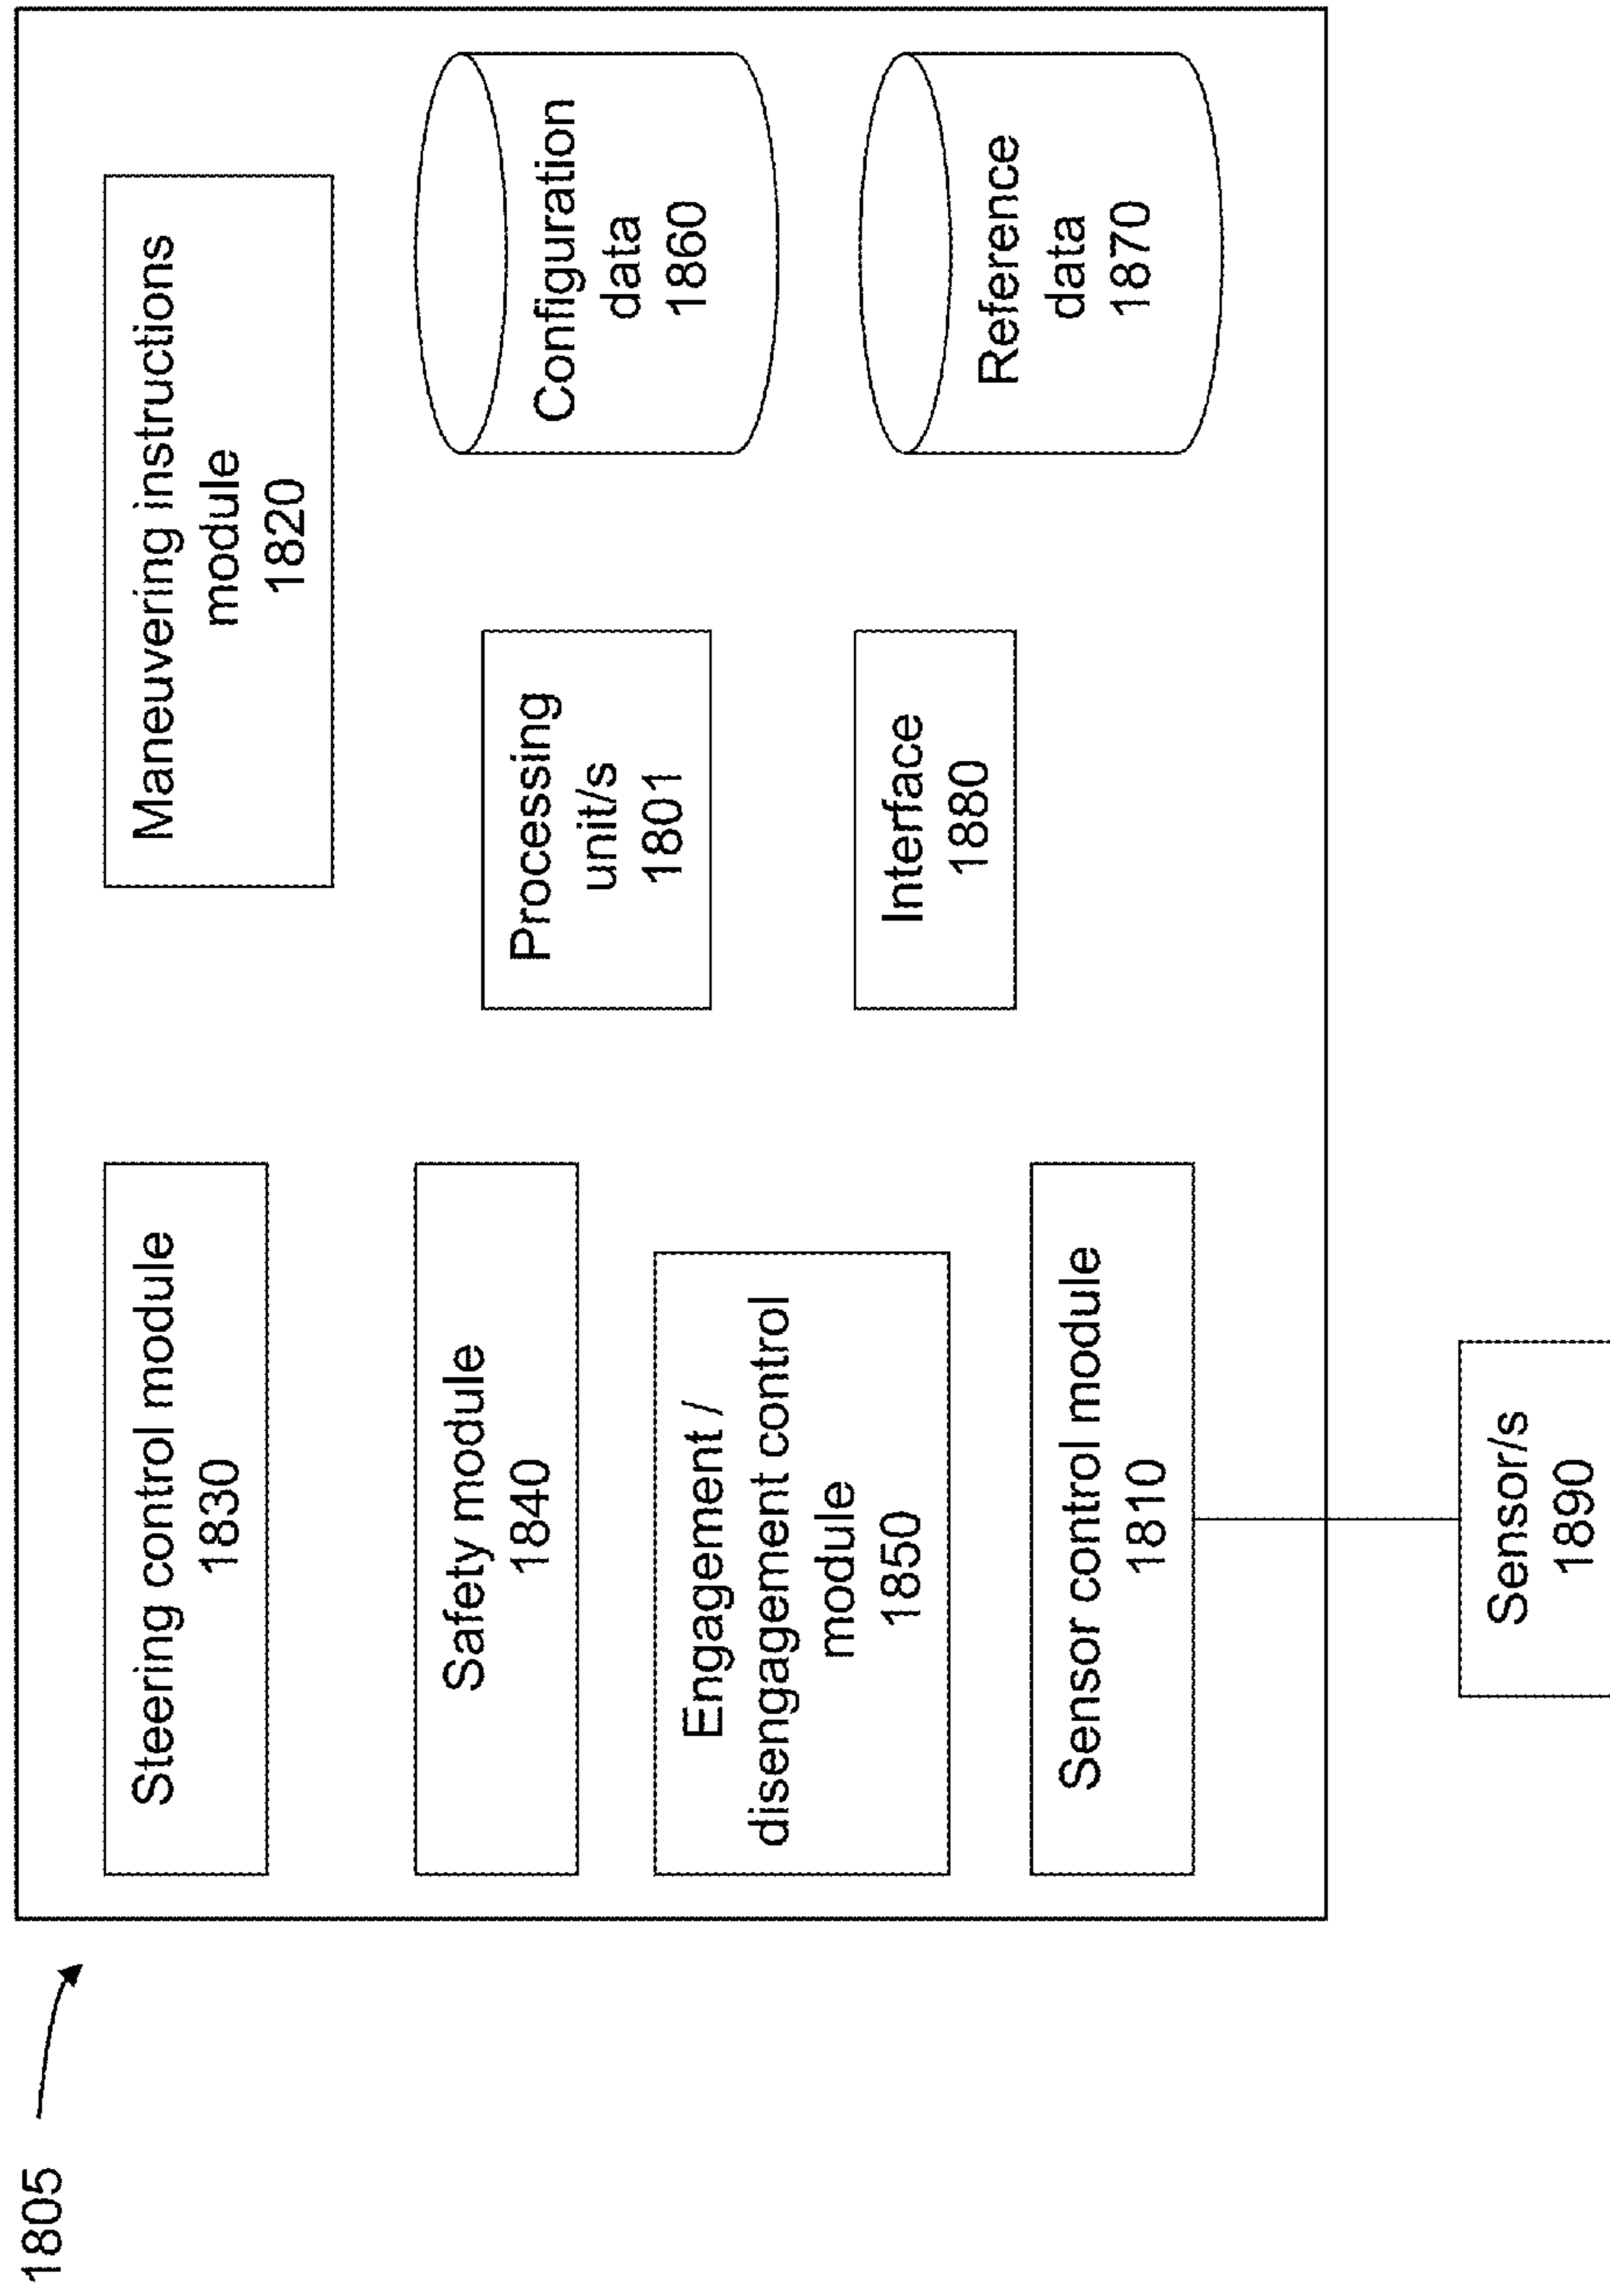 1805
Steering control module
1830
Maneuvering instructions
module
1820
Safety module
1840
Processing
unit/s
1801
Configuration
data
1860
Engagement /
disengagement control
module
1850
Interface
1880
Reference
data
1870
Sensor control module
1810
Sensor/s
1890